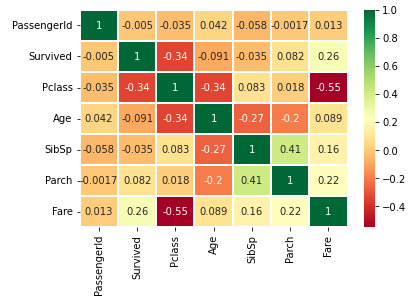 PassengerId 1 -0.005 -0.035 0.042 -0.058 -0.0017 0.013
Survived -0.005 1 -0.34 -0.091 -0.035 0.082 0.26
Pclass -0.035 -0.34 1 -0.34 0.083 0.018 -0.55
Age 0.042 -0.091 -0.34 1 -0.27 -0.2 0.089
SibSp -0.058 -0.035 0.083 -0.27 1 0.41 0.16
Parch -0.0017 0.082 0.018 -0.2 0.41 1 0.22
Fare 0.013 0.26 -0.55 0.089 0.16 0.22 1
PassengerId Survived Pclass Age SibSp Parch Fare
1.0
0.8
0.6
0.4
0.2
0.0
−0.2
−0.4